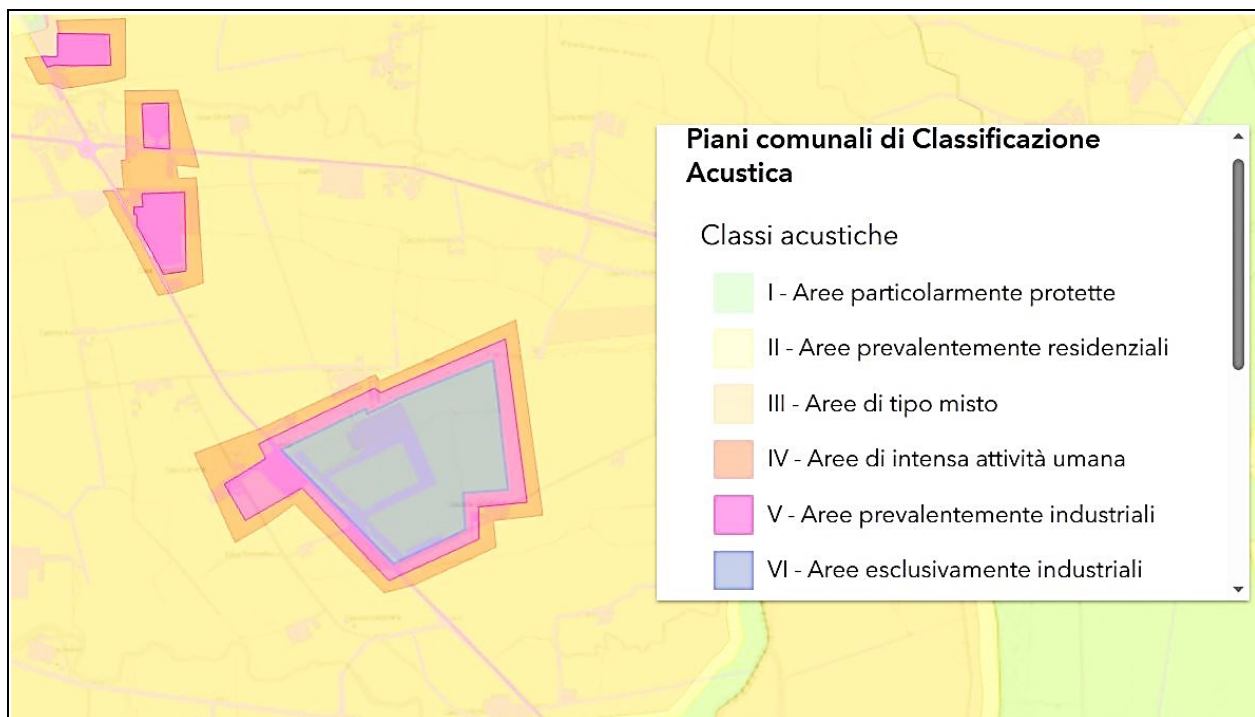 Piani comunali di Classificazione
Acustica
Classi acustiche
I - Aree particolarmente protette
II - Aree prevalentemente residenziali
III - Aree di tipo misto
IV - Aree di intensa attività umana
V - Aree prevalentemente industriali
VI - Aree esclusivamente industriali